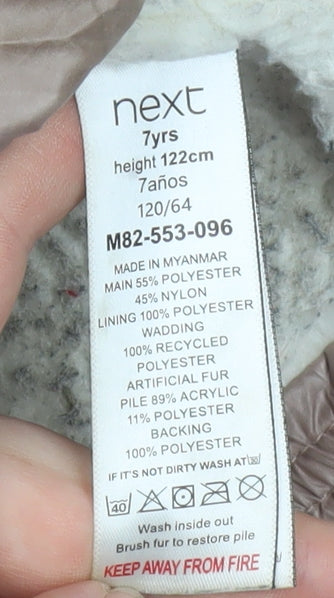 next
7yrs
height 122cm
7años
120/64
M82-553-096
MADE IN MYANMAR
MAIN 55% POLYESTER
45% NYLON
LINING 100% POLYESTER
WADDING
100% RECYCLED
POLYESTER
ARTIFICIAL FUR
PILE 89% ACRYLIC
11% POLYESTER
BACKING
100% POLYESTER
IF IT'S NOT DIRTY WASH AT
40
Wash inside out
Brush fur to restore pile
KEEP AWAY FROM FIRE